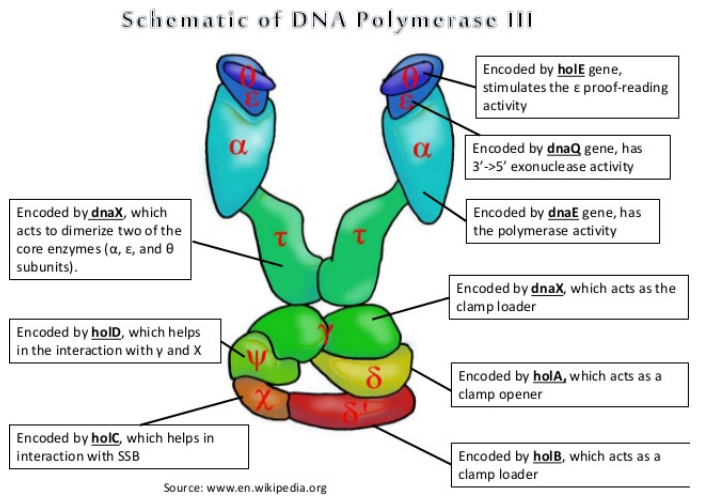 Schematic of DNA Polymerase III
θ
ε
α
τ
θ
ε
α
τ
γ
ψ
δ
χ
δ'
Encoded by holE gene,
stimulates the ε proof-reading
activity
Encoded by dnaQ gene, has
3’->5’ exonuclease activity
Encoded by dnaE gene, has
the polymerase activity
Encoded by dnaX, which
acts to dimerize two of the
core enzymes (α, ε, and θ
subunits).
Encoded by dnaX, which acts as the
clamp loader
Encoded by holD, which helps
in the interaction with γ and X
Encoded by holA, which acts as a
clamp opener
Encoded by holC, which helps in
interaction with SSB
Encoded by holB, which acts as a
clamp loader
Source: www.en.wikipedia.org